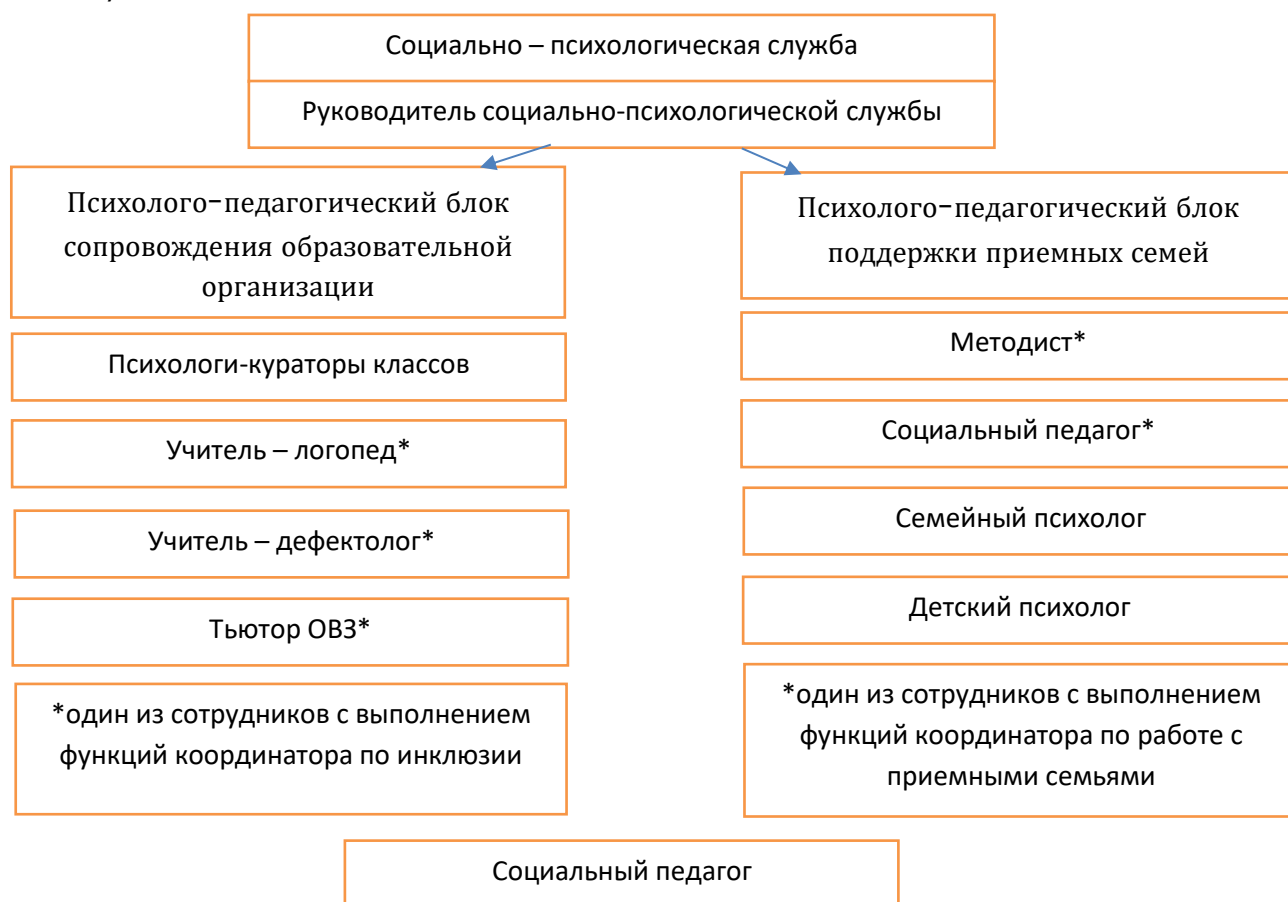 Социально – психологическая служба
Руководитель социально-психологической службы
Психолого-педагогический блок
сопровождения образовательной
организации
Психологи-кураторы классов
Учитель – логопед*
Учитель – дефектолог*
Тьютор ОВЗ*
*один из сотрудников с выполнением
функций координатора по инклюзии
Психолого-педагогический блок
поддержки приемных семей
Методист*
Социальный педагог*
Семейный психолог
Детский психолог
*один из сотрудников с выполнением
функций координатора по работе с
приемными семьями
Социальный педагог